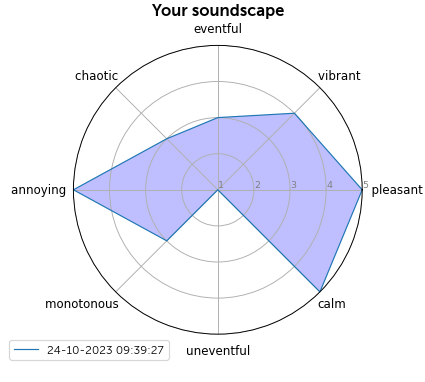 Your soundscape
eventful
chaotic
vibrant
annoying
1
2
3
4
5
pleasant
monotonous
calm
uneventful
24-10-2023 09:39:27